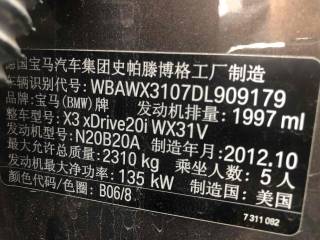 德国宝马汽车集团史帕滕博格工厂制造
车辆识别代号: WBAWX3107DL909179
品牌: 宝马(BMW)牌 发动机排量: 1997 ml
整车型号: X3 xDrive20i WX31V
发动机型号: N20B20A 制造年月: 2012.10
最大允许总质量: 2310 kg 乘坐人数: 5 人
发动机最大净功率: 135 kW 制造国: 美国
颜色代码/色圈: B06/8
7 311 092